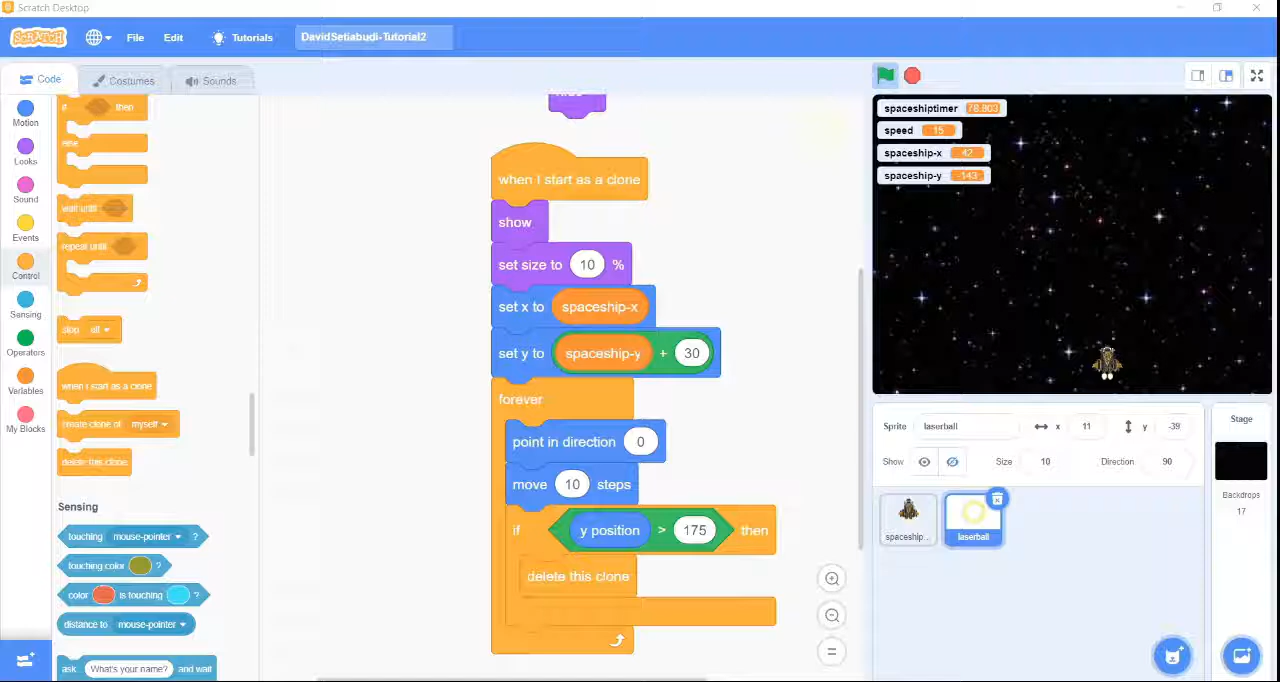 Scratch Desktop
SCRATCH
File
Edit
Tutorials
DavidSetiabudi-Tutorial2
Code
Costumes
Sounds
Motion
Looks
Sound
Events
Control
Sensing
Operators
Variables
My Blocks
if then
else
wait until
repeat until
stop all
when I start as a clone
create clone of myself
delete this clone
Sensing
touching mouse-pointer ?
touching color ?
color is touching ?
distance to mouse-pointer
ask What's your name? and wait
when I start as a clone
show
set size to 10 %
set x to spaceship-x
set y to spaceship-y + 30
forever
point in direction 0
move 10 steps
if y position > 175 then
delete this clone
spaceshiptimer 78.803
speed 15
spaceship-x 42
spaceship-y -143
Sprite laserball x 11 y -39
Show Size 10 Direction 90
spaceship...
laserball
Stage
Backdrops
17